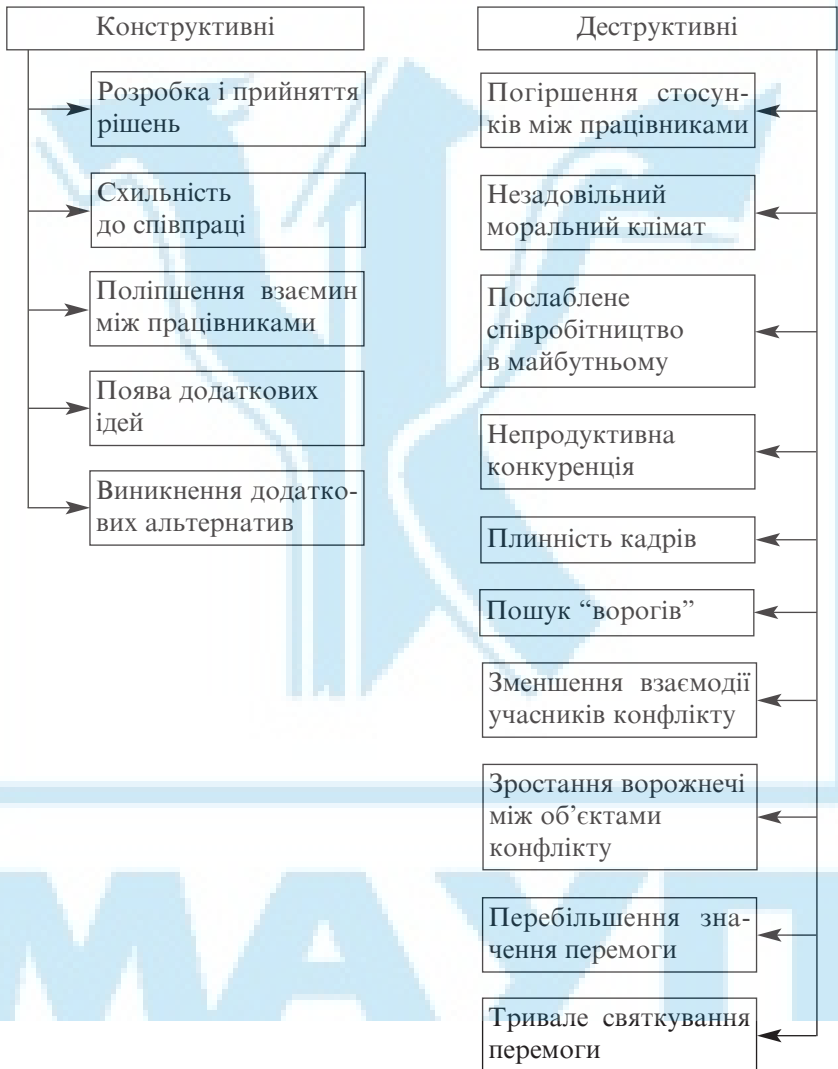 Конструктивні
Розробка і прийняття
рішень
Схильність
до співпраці
Поліпшення взаємин
між працівниками
Поява додаткових
ідей
Виникнення додатко-
вих альтернатив
Деструктивні
Погіршення стосун-
ків між працівниками
Незадовільний
моральний клімат
Послаблене
співробітництво
в майбутньому
Непродуктивна
конкуренція
Плинність кадрів
Пошук “ворогів”
Зменшення взаємодії
учасників конфлікту
Зростання ворожнечі
між об’єктами
конфлікту
Перебільшення зна-
чення перемоги
Тривале святкування
перемоги
МАУП